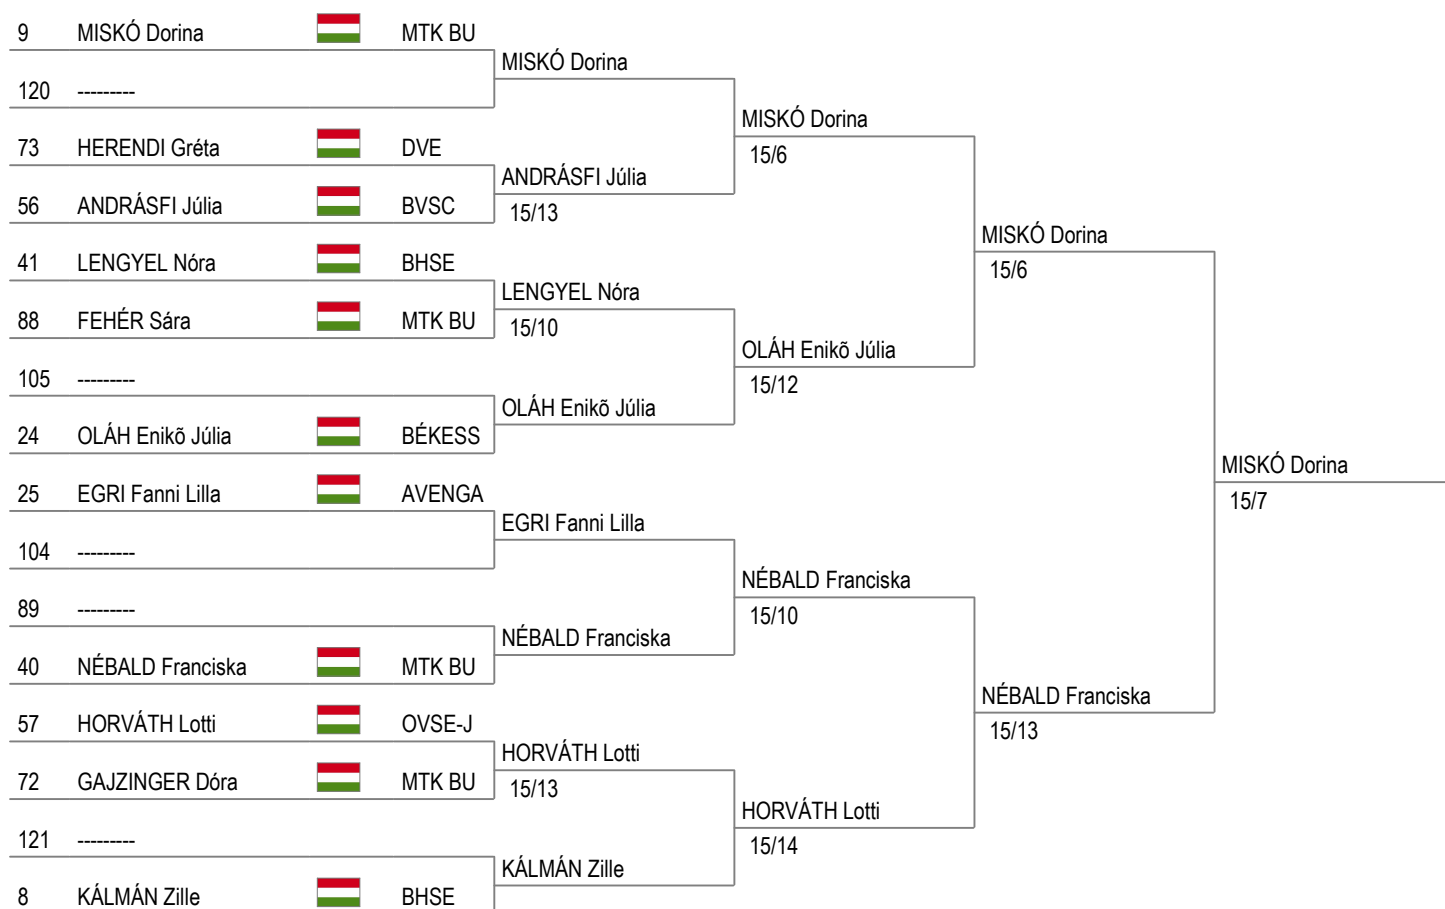 9 MISKÓ Dorina MTK BU
MISKÓ Dorina
120 ---------
MISKÓ Dorina
15/6
73 HERENDI Gréta DVE
ANDRÁSFI Júlia
15/13
56 ANDRÁSFI Júlia BVSC
MISKÓ Dorina
15/6
41 LENGYEL Nóra BHSE
LENGYEL Nóra
15/10
88 FEHÉR Sára MTK BU
OLÁH Enikõ Júlia
15/12
105 ---------
OLÁH Enikõ Júlia
24 OLÁH Enikõ Júlia BÉKESS
MISKÓ Dorina
15/7
25 EGRI Fanni Lilla AVENGA
EGRI Fanni Lilla
104 ---------
NÉBALD Franciska
15/10
89 ---------
NÉBALD Franciska
40 NÉBALD Franciska MTK BU
NÉBALD Franciska
15/13
57 HORVÁTH Lotti OVSE-J
HORVÁTH Lotti
15/13
72 GAJZINGER Dóra MTK BU
HORVÁTH Lotti
15/14
121 ---------
KÁLMÁN Zille
8 KÁLMÁN Zille BHSE